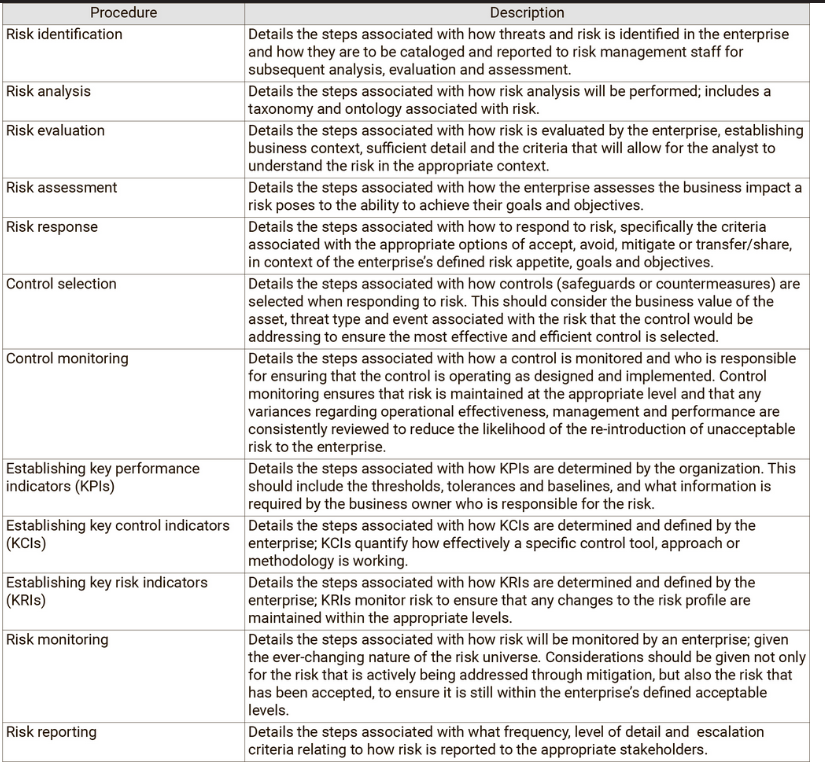 Procedure
Description
Risk identification
Details the steps associated with how threats and risk is identified in the enterprise
and how they are to be cataloged and reported to risk management staff for
subsequent analysis, evaluation and assessment.
Risk analysis
Details the steps associated with how risk analysis will be performed; includes a
taxonomy and ontology associated with risk.
Risk evaluation
Details the steps associated with how risk is evaluated by the enterprise, establishing
business context, sufficient detail and the criteria that will allow for the analyst to
understand the risk in the appropriate context.
Risk assessment
Details the steps associated with how the enterprise assesses the business impact a
risk poses to the ability to achieve their goals and objectives.
Risk response
Details the steps associated with how to respond to risk, specifically the criteria
associated with the appropriate options of accept, avoid, mitigate or transfer/share,
in context of the enterprise's defined risk appetite, goals and objectives.
Control selection
Details the steps associated with how controls (safeguards or countermeasures) are
selected when responding to risk. This should consider the business value of the
asset, threat type and event associated with the risk that the control would be
addressing to ensure the most effective and efficient control is selected.
Control monitoring
Details the steps associated with how a control is monitored and who is responsible
for ensuring that the control is operating as designed and implemented. Control
monitoring ensures that risk is maintained at the appropriate level and that any
variances regarding operational effectiveness, management and performance are
consistently reviewed to reduce the likelihood of the re-introduction of unacceptable
risk to the enterprise.
Establishing key performance
indicators (KPIs)
Details the steps associated with how KPIs are determined by the organization. This
should include the thresholds, tolerances and baselines, and what information is
required by the business owner who is responsible for the risk.
Establishing key control indicators
(KCIs)
Details the steps associated with how KCIs are determined and defined by the
enterprise; KCIs quantify how effectively a specific control tool, approach or
methodology is working.
Establishing key risk indicators
(KRIs)
Details the steps associated with how KRIs are determined and defined by the
enterprise; KRIs monitor risk to ensure that any changes to the risk profile are
maintained within the appropriate levels.
Risk monitoring
Details the steps associated with how risk will be monitored by an enterprise; given
the ever-changing nature of the risk universe. Considerations should be given not only
for the risk that is actively being addressed through mitigation, but also the risk that
has been accepted, to ensure it is still within the enterprise's defined acceptable
levels.
Risk reporting
Details the steps associated with what frequency, level of detail and escalation
criteria relating to how risk is reported to the appropriate stakeholders.